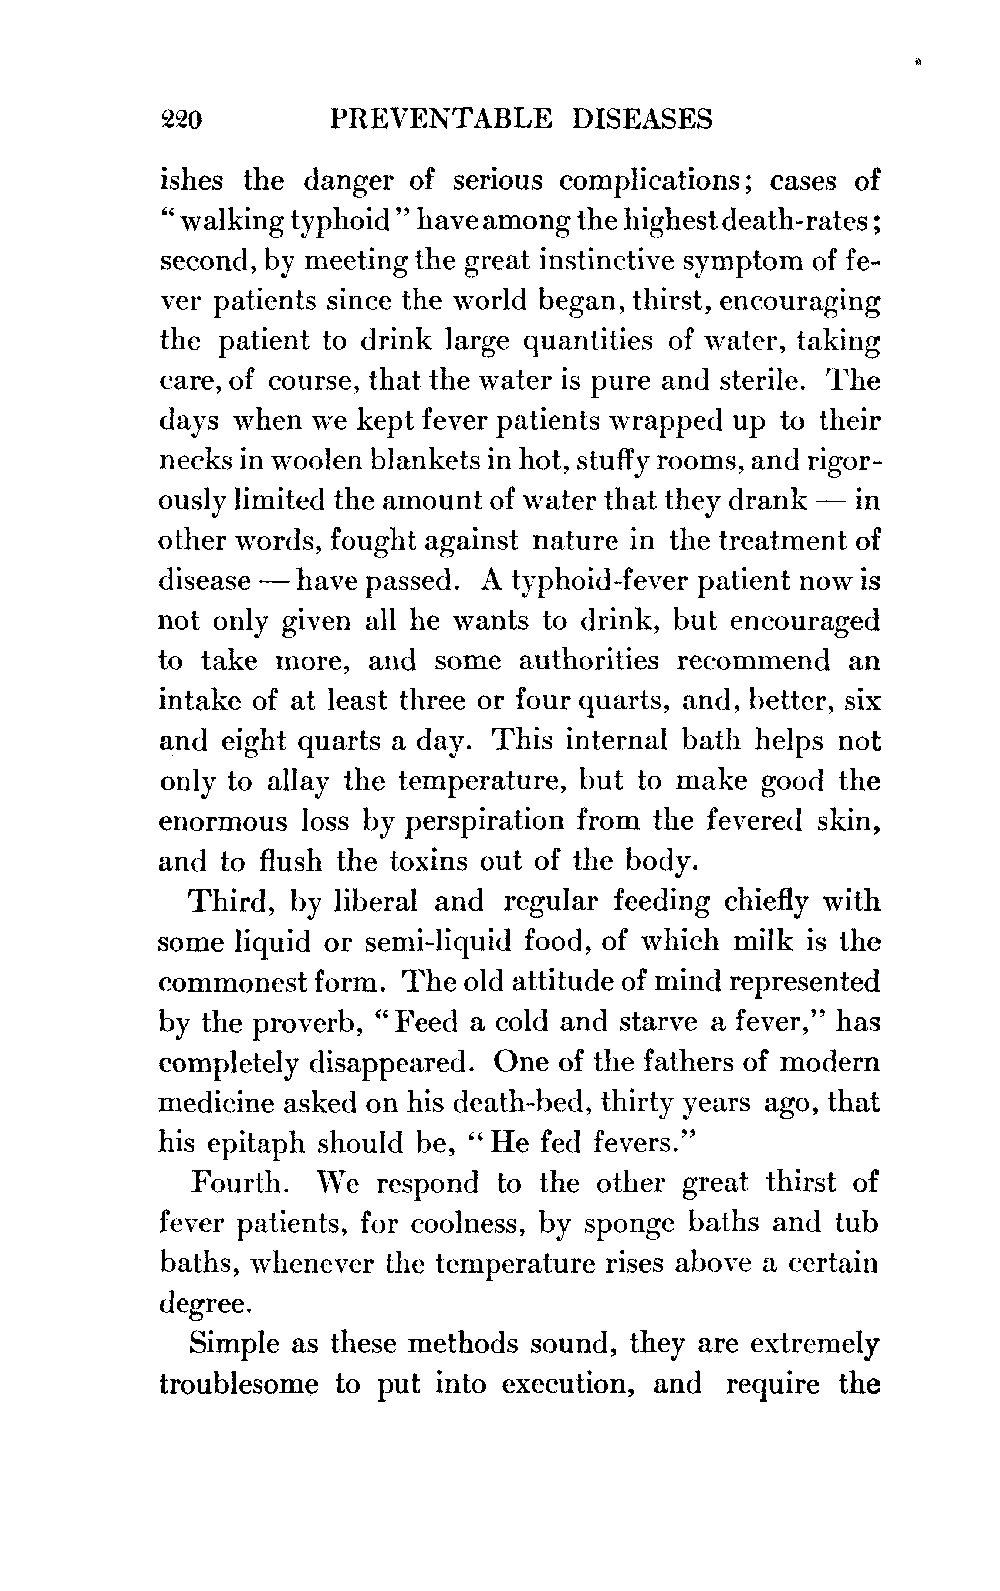 220 PREVENTABLE DISEASES
ishes the danger of serious complications; cases of
"walking typhoid" have among the highest death-rates;
second, by meeting the great instinctive symptom of fe-
ver patients since the world began, thirst, encouraging
the patient to drink large quantities of water, taking
care, of course, that the water is pure and sterile. The
days when we kept fever patients wrapped up to their
necks in woolen blankets in hot, stuffy rooms, and rigor-
ously limited the amount of water that they drank — in
other words, fought against nature in the treatment of
disease — have passed. A typhoid-fever patient now is
not only given all he wants to drink, but encouraged
to take more, and some authorities recommend an
intake of at least three or four quarts, and, better, six
and eight quarts a day. This internal bath helps not
only to allay the temperature, but to make good the
enormous loss by perspiration from the fevered skin,
and to flush the toxins out of the body.
Third, by liberal and regular feeding chiefly with
some liquid or semi-liquid food, of which milk is the
commonest form. The old attitude of mind represented
by the proverb, "Feed a cold and starve a fever," has
completely disappeared. One of the fathers of modern
medicine asked on his death-bed, thirty years ago, that
his epitaph should be, "He fed fevers."
Fourth. We respond to the other great thirst of
fever patients, for coolness, by sponge baths and tub
baths, whenever the temperature rises above a certain
degree.
Simple as these methods sound, they are extremely
troublesome to put into execution, and require the